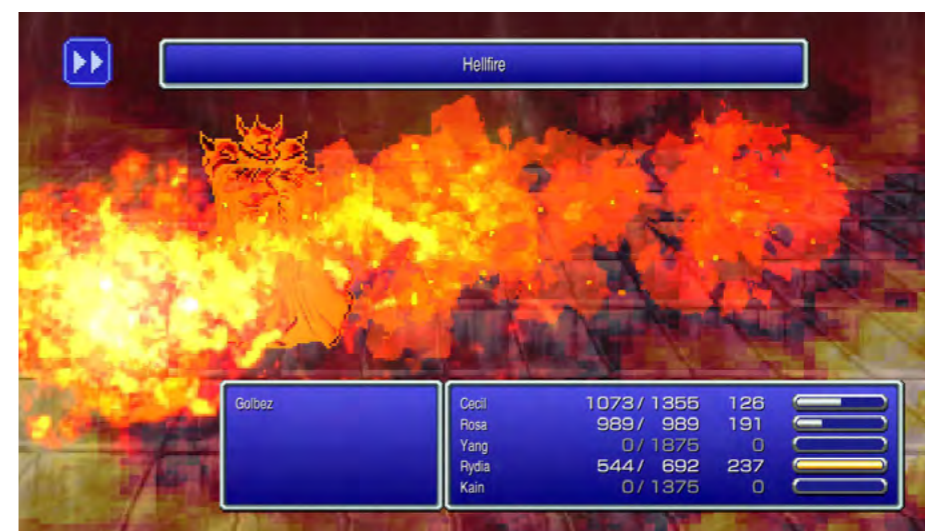 Hellfire
Golbez
Cecil 1073/ 1355 126
Rosa 989/ 989 191
Yang 0/ 1875 0
Rydia 544/ 692 237
Kain 0/ 1375 0